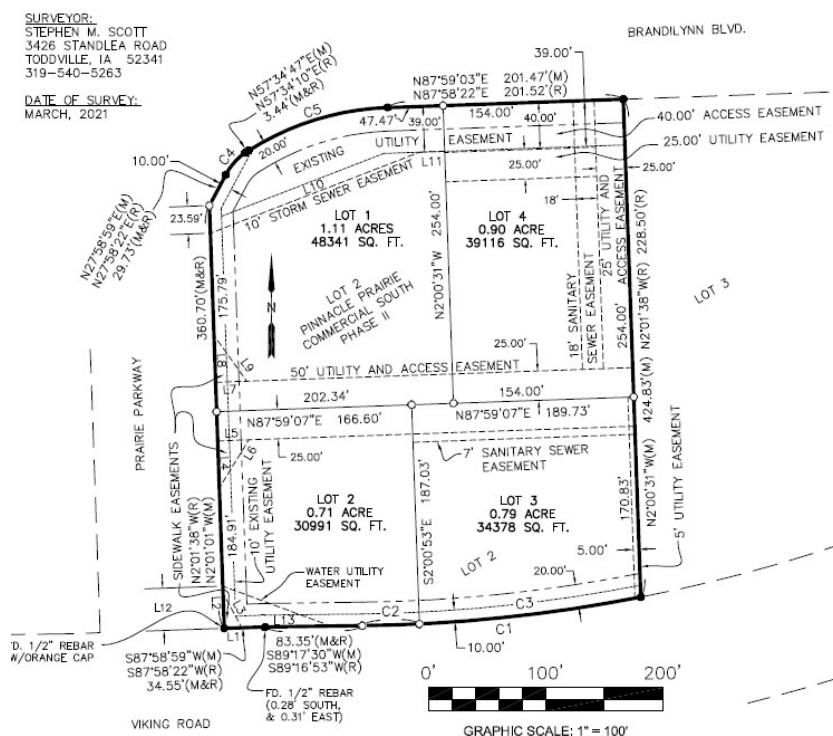 SURVEYOR:
STEPHEN M. SCOTT
3426 STANDLEA ROAD
TODDVILLE, IA 52341
319-540-5263
DATE OF SURVEY:
MARCH, 2021
BRANDILYNN BLVD.
39.00'
N57°34'47"E(M)
N57°34'10"E(R)
3.44'(M&R)
N87°59'03"E 201.47'(M)
N87°58'22"E 201.52'(R)
C5
47.47'
39.00'
154.00'
40.00'
40.00' ACCESS EASEMENT
25.00' UTILITY EASEMENT
C4
20.00'
10.00'
EXISTING UTILITY EASEMENT
L11
25.00'
25.00'
L10
10' STORM SEWER EASEMENT
18'
23.59'
N27°58'59"E(M)
N27°58'22"E(R)
29.73'(M&R)
LOT 1
1.11 ACRES
48341 SQ. FT.
LOT 4
0.90 ACRE
39116 SQ. FT.
254.00'
N2°00'31"W
25' UTILITY AND
ACCESS EASEMENT
18' SANITARY
SEWER EASEMENT
254.00'
N2°01'38"W(R) 228.50'(R)
LOT 3
360.70'(M&R)
175.79'
N
LOT 2
PINNACLE PRAIRIE
COMMERCIAL SOUTH
PHASE II
25.00'
L8
L9
L7
50' UTILITY AND ACCESS EASEMENT
202.34'
154.00'
N87°59'07"E 166.60'
N87°59'07"E 189.73'
424.83'(M)
PRAIRIE PARKWAY
L5
L6
L4
25.00'
7' SANITARY SEWER
EASEMENT
SIDEWALK EASEMENTS
N2°01'38"W(R)
N2°01'01"W(M)
184.91'
10' EXISTING
UTILITY EASEMENT
LOT 2
0.71 ACRE
30991 SQ. FT.
187.03'
S2°00'53"E
LOT 3
0.79 ACRE
34378 SQ. FT.
LOT 2
170.83'
N2°00'31"W(M)
5' UTILITY EASEMENT
5.00'
20.00'
WATER UTILITY
EASEMENT
L12
L2
L3
L13
L1
C2
C3
C1
10.00'
D. 1/2" REBAR
W/ORANGE CAP
S87°58'59"W(M)
S87°58'22"W(R)
34.55'(M&R)
83.35'(M&R)
S89°17'30"W(M)
S89°16'53"W(R)
FD. 1/2" REBAR
(0.28' SOUTH,
& 0.31' EAST)
VIKING ROAD
0' 100' 200'
GRAPHIC SCALE: 1" = 100'